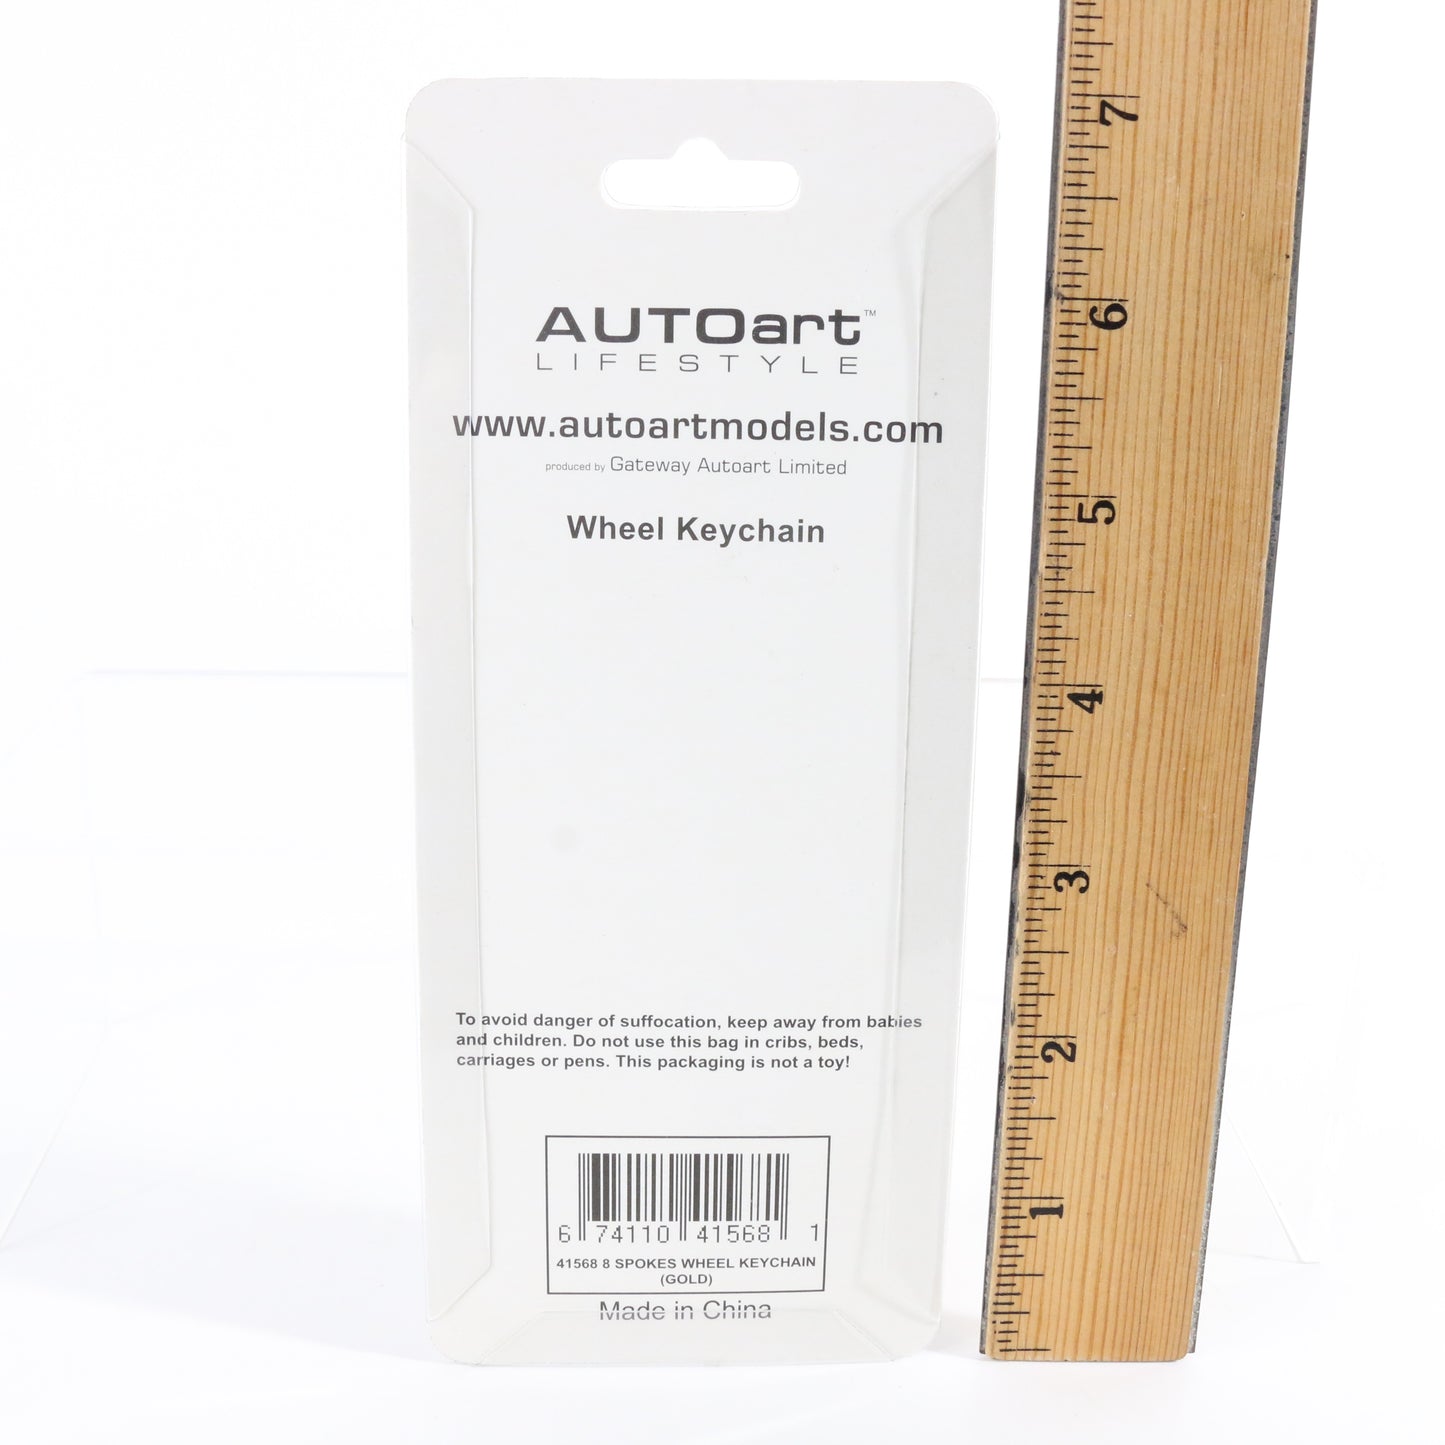 AUTOart™
LIFESTYLE
www.autoartmodels.com
produced by Gateway Autoart Limited
Wheel Keychain
To avoid danger of suffocation, keep away from babies
and children. Do not use this bag in cribs, beds,
carriages or pens. This packaging is not a toy!
6 74110 41568 1
41568 8 SPOKES WHEEL KEYCHAIN
(GOLD)
Made in China
7
6
5
4
3
2
1